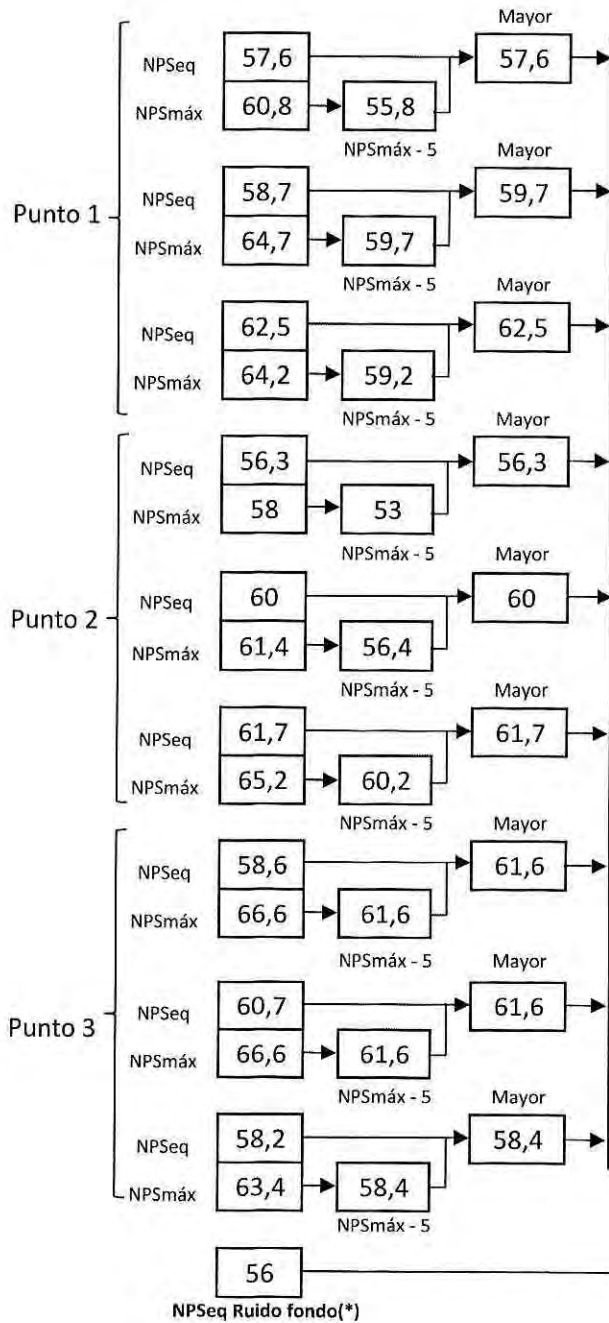 Mayor
NPSeq 57,6 57,6
NPSmáx 60,8 55,8
NPSmáx - 5
Mayor
Punto 1
NPSeq 58,7 59,7
NPSmáx 64,7 59,7
NPSmáx - 5
Mayor
NPSeq 62,5 62,5
NPSmáx 64,2 59,2
NPSmáx - 5
Mayor
NPSeq 56,3 56,3
NPSmáx 58 53
NPSmáx - 5
Mayor
Punto 2
NPSeq 60 60
NPSmáx 61,4 56,4
NPSmáx - 5
Mayor
NPSeq 61,7 61,7
NPSmáx 65,2 60,2
NPSmáx - 5
Mayor
NPSeq 58,6 61,6
NPSmáx 66,6 61,6
NPSmáx - 5
Mayor
Punto 3
NPSeq 60,7 61,6
NPSmáx 66,6 61,6
NPSmáx - 5
Mayor
NPSeq 58,2 58,4
NPSmáx 63,4 58,4
NPSmáx - 5
56
NPSeq Ruido fondo(*)